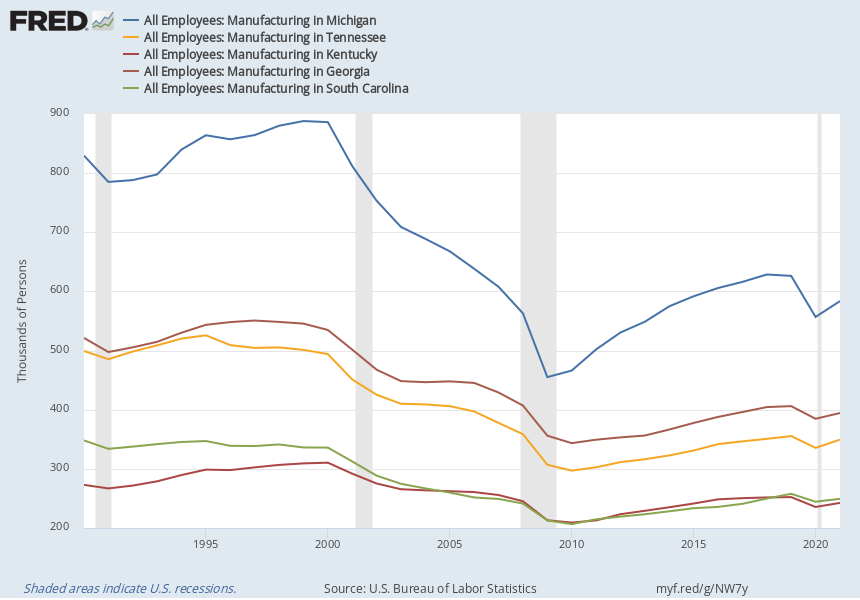 FRED
All Employees: Manufacturing in Michigan
All Employees: Manufacturing in Tennessee
All Employees: Manufacturing in Kentucky
All Employees: Manufacturing in Georgia
All Employees: Manufacturing in South Carolina
900
800
700
600
500
400
300
200
Thousands of Persons
1995 2000 2005 2010 2015 2020
Shaded areas indicate U.S. recessions. Source: U.S. Bureau of Labor Statistics myf.red/g/NW7y